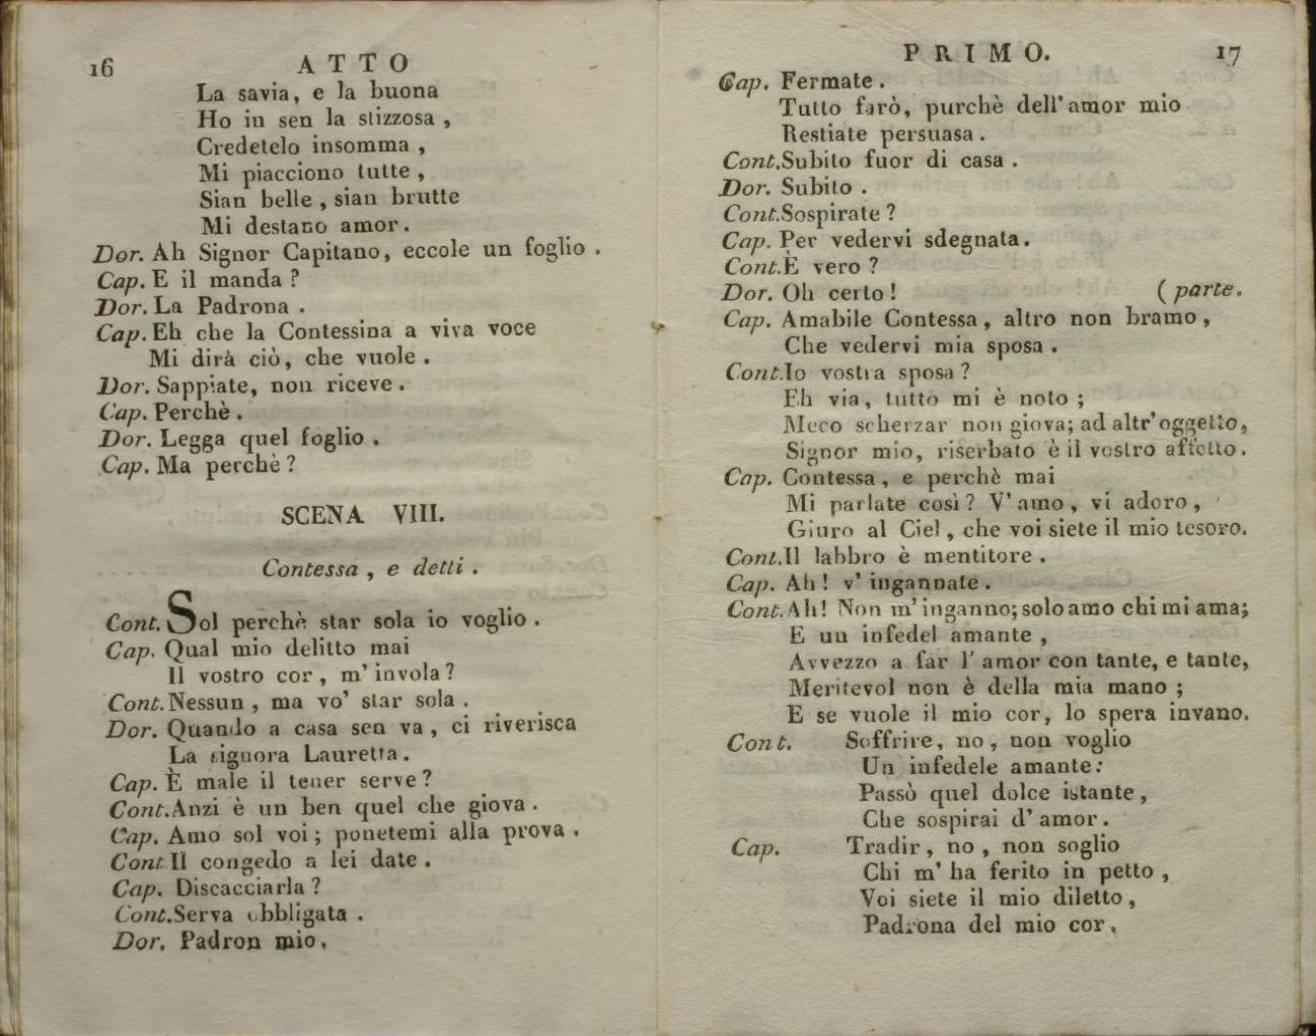 16 ATTO
La savia, e la buona
Ho in sen la stizzosa ,
Credetelo insomma ,
Mi piacciono tutte ,
Sian belle , sian brutte
Mi destano amor .
Dor. Ah Signor Capitano, eccole un foglio .
Cap. E il manda ?
Dor. La Padrona .
Cap. Eh che la Contessina a viva voce
Mi dirà ciò, che vuole .
Dor. Sappiate, non riceve .
Cap. Perchè .
Dor. Legga quel foglio .
Cap. Ma perchè ?
SCENA VIII.
Contessa , e detti .
Cont. Sol perchè star sola io voglio .
Cap. Qual mio delitto mai
Il vostro cor , m' invola ?
Cont. Nessun , ma vo' star sola .
Dor. Quando a casa sen va , ci riverisca
La signora Lauretta .
Cap. È male il tener serve ?
Cont. Anzi è un ben quel che giova .
Cap. Amo sol voi ; ponetemi alla prova .
Cont Il congedo a lei date .
Cap. Discacciarla ?
Cont. Serva obbligata .
Dor. Padron mio .
PRIMO. 17
Cap. Fermate .
Tutto farò, purchè dell' amor mio
Restiate persuasa .
Cont. Subito fuor di casa .
Dor. Subito .
Cont. Sospirate ?
Cap. Per vedervi sdegnata .
Cont. È vero ?
Dor. Oh certo ! ( parte.
Cap. Amabile Contessa , altro non bramo ,
Che vedervi mia sposa .
Cont. Io vostra sposa ?
Eh via, tutto mi è noto ;
Meco scherzar non giova; ad altr' oggetto,
Signor mio, riserbato è il vostro affetto .
Cap. Contessa , e perchè mai
Mi parlate così ? V' amo , vi adoro ,
Giuro al Ciel , che voi siete il mio tesoro.
Cont. Il labbro è mentitore .
Cap. Ah ! v' ingannate .
Cont. Ah! Non m' inganno; solo amo chi mi ama;
E un infedel amante ,
Avvezzo a far l' amor con tante, e tante,
Meritevol non è della mia mano ;
E se vuole il mio cor, lo spera invano.
Cont. Soffrire, no , non voglio
Un infedele amante :
Passò quel dolce istante ,
Che sospirai d' amor .
Cap. Tradir , no , non soglio
Chi m' ha ferito in petto ,
Voi siete il mio diletto ,
Padrona del mio cor ,